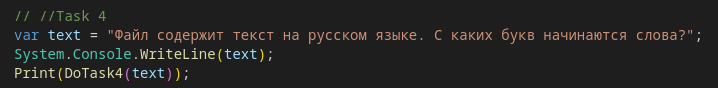 // //Task 4
var text = "Файл содержит текст на русском языке. С каких букв начинаются слова?";
System.Console.WriteLine(text);
Print(DoTask4(text));